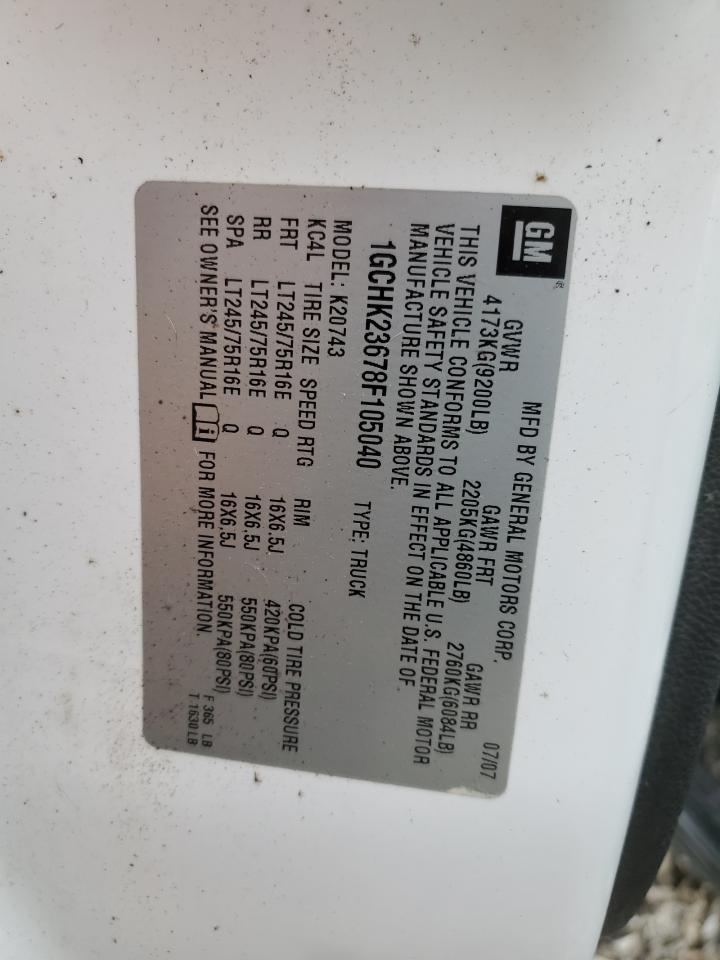 GM®
MFD BY GENERAL MOTORS CORP. 07/07
GVWR GAWR FRT GAWR RR
4173KG(9200LB) 2205KG(4860LB) 2760KG(6084LB)
THIS VEHICLE CONFORMS TO ALL APPLICABLE U.S. FEDERAL MOTOR
VEHICLE SAFETY STANDARDS IN EFFECT ON THE DATE OF
MANUFACTURE SHOWN ABOVE.
1GCHK23678F105040 TYPE: TRUCK
MODEL: K20743
KC4L TIRE SIZE SPEED RTG RIM COLD TIRE PRESSURE
FRT LT245/75R16E Q 16X6.5J 420KPA(60PSI)
RR LT245/75R16E Q 16X6.5J 550KPA(80PSI)
SPA LT245/75R16E Q 16X6.5J 550KPA(80PSI)
SEE OWNER'S MANUAL i FOR MORE INFORMATION.
F 365 LB
T 1630 LB